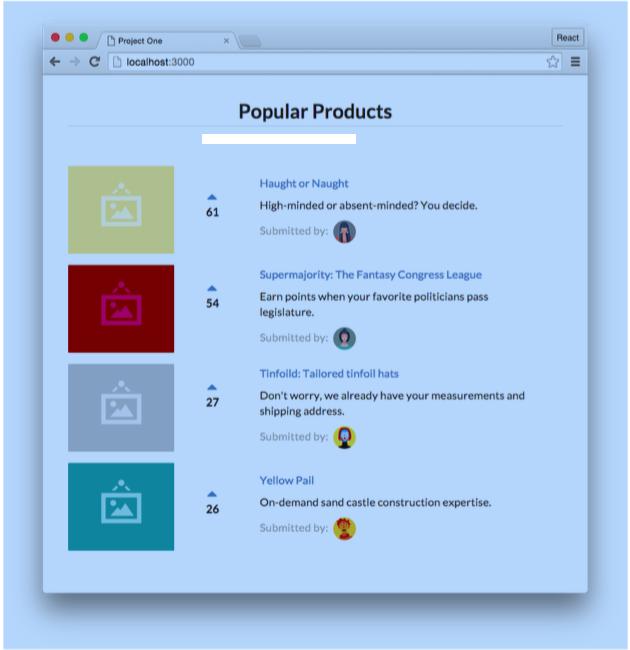 Project One
React
localhost:3000
Popular Products
Haught or Naught
61
High-minded or absent-minded? You decide.
Submitted by:
Supermajority: The Fantasy Congress League
54
Earn points when your favorite politicians pass
legislature.
Submitted by:
Tinfoild: Tailored tinfoil hats
27
Don't worry, we already have your measurements and
shipping address.
Submitted by:
Yellow Pail
26
On-demand sand castle construction expertise.
Submitted by: